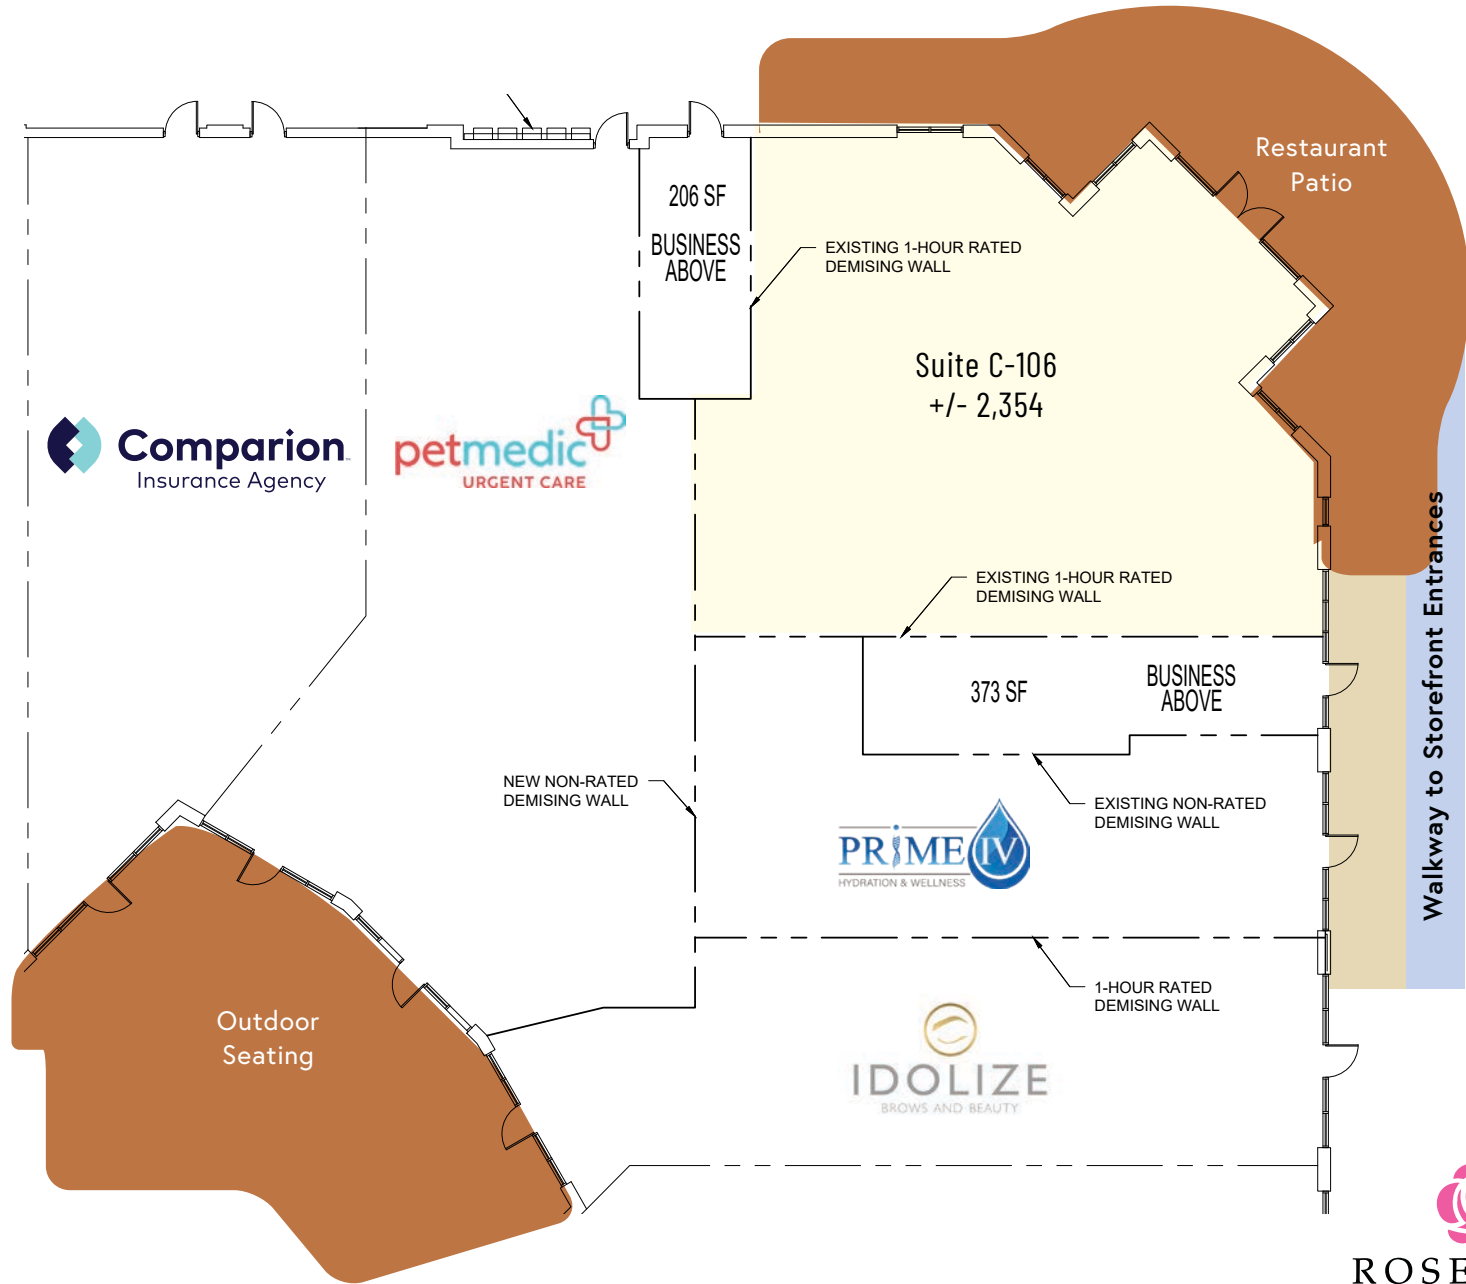 Restaurant
Patio
206 SF
BUSINESS
ABOVE
EXISTING 1-HOUR RATED
DEMISING WALL
Suite C-106
+/- 2,354
Comparion
Insurance Agency
petmedic
URGENT CARE
EXISTING 1-HOUR RATED
DEMISING WALL
Walkway to Storefront Entrances
373 SF
BUSINESS
ABOVE
NEW NON-RATED
DEMISING WALL
EXISTING NON-RATED
DEMISING WALL
PRiME IV
HYDRATION & WELLNESS
1-HOUR RATED
DEMISING WALL
Outdoor
Seating
IDOLIZE
BROWS AND BEAUTY
ROSE